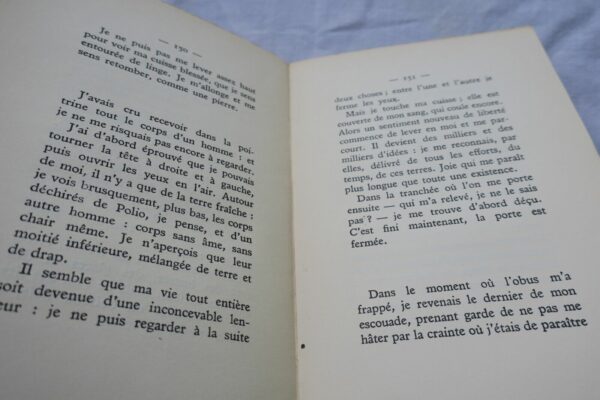 — 130 —
Je ne puis pas me lever assez haut
pour voir ma cuisse blessée, que je sens
entourée de linge. Je m'allonge et me
sens retomber, comme une pierre.
J'avais cru recevoir dans la poi-
trine tout le corps d'un homme ; et
je ne me risquais pas encore à regarder.
J'ai d'abord éprouvé que je pouvais
tourner la tête à droite et à gauche,
puis ouvrir les yeux en l'air. Autour
de moi, il n'y a que de la terre fraîche :
je vois brusquement, plus bas, les corps
déchirés de Polio, je pense, et d'un
autre homme : corps sans âme, sans
chair même. Je n'aperçois que leur
moitié inférieure, mélangée de terre et
de drap.
Il semble que ma vie tout entière
soit devenue d'une inconcevable len-
eur : je ne puis regarder à la suite
— 131 —
deux choses ; entre l'une et l'autre je
ferme les yeux.
Mais je touche ma cuisse ; elle est
couverte de mon sang, qui coule encore.
Alors un sentiment nouveau de liberté
commence de lever en moi et me par-
court. Il devient des milliers et des
milliers d'idées : je me reconnais, par
elles, délivré de tous les efforts, du
temps, de ces terres. Joie qui me paraît
plus longue que toute une existence.
Dans la tranchée où l'on me porte
ensuite — qui m'a relevé, je ne le sais
pas ? — je me trouve d'abord déçu.
C'est fini maintenant, la porte est
fermée.
Dans le moment où l'obus m'a
frappé, je revenais le dernier de mon
escouade, prenant garde de ne pas me
hâter par la crainte où j'étais de paraître